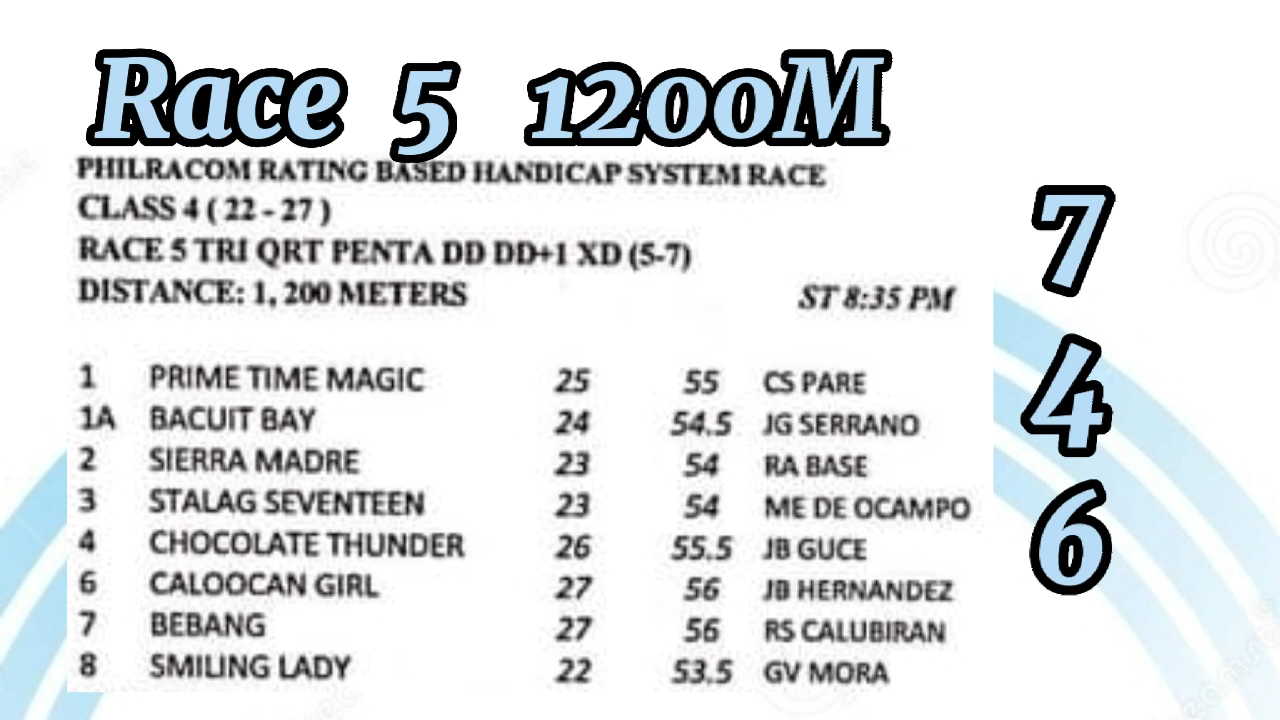 Race 5 1200M
PHILRACOM RATING BASED HANDICAP SYSTEM RACE
CLASS 4 ( 22 - 27 )
RACE 5 TRI QRT PENTA DD DD+1 XD (5-7)
DISTANCE: 1, 200 METERS ST 8:35 PM
1 PRIME TIME MAGIC 25 55 CS PARE
1A BACUIT BAY 24 54.5 JG SERRANO
2 SIERRA MADRE 23 54 RA BASE
3 STALAG SEVENTEEN 23 54 ME DE OCAMPO
4 CHOCOLATE THUNDER 26 55.5 JB GUCE
6 CALOOCAN GIRL 27 56 JB HERNANDEZ
7 BEBANG 27 56 RS CALUBIRAN
8 SMILING LADY 22 53.5 GV MORA
7
4
6